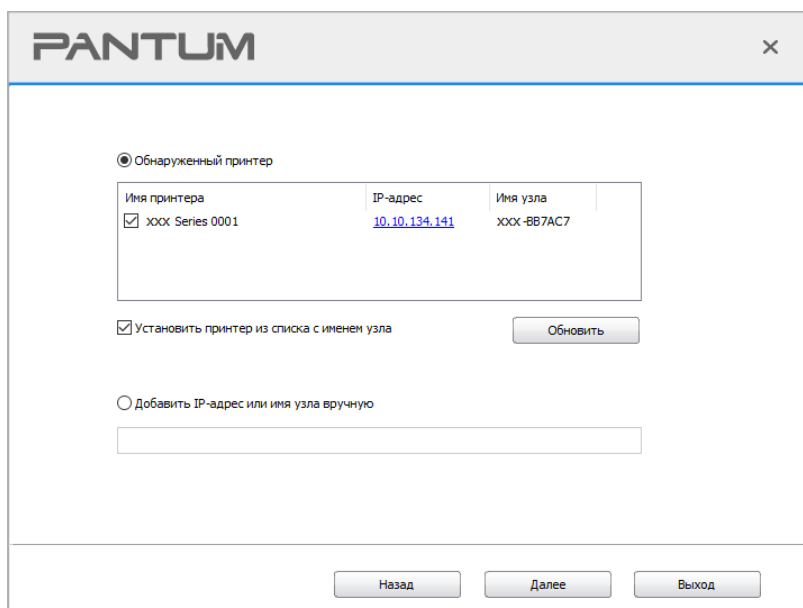 PANTUM
Обнаруженный принтер
Имя принтера IP-адрес Имя узла
XXX Series 0001 10.10.134.141 XXX-BB7AC7
Установить принтер из списка с именем узла Обновить
Добавить IP-адрес или имя узла вручную
Назад Далее Выход